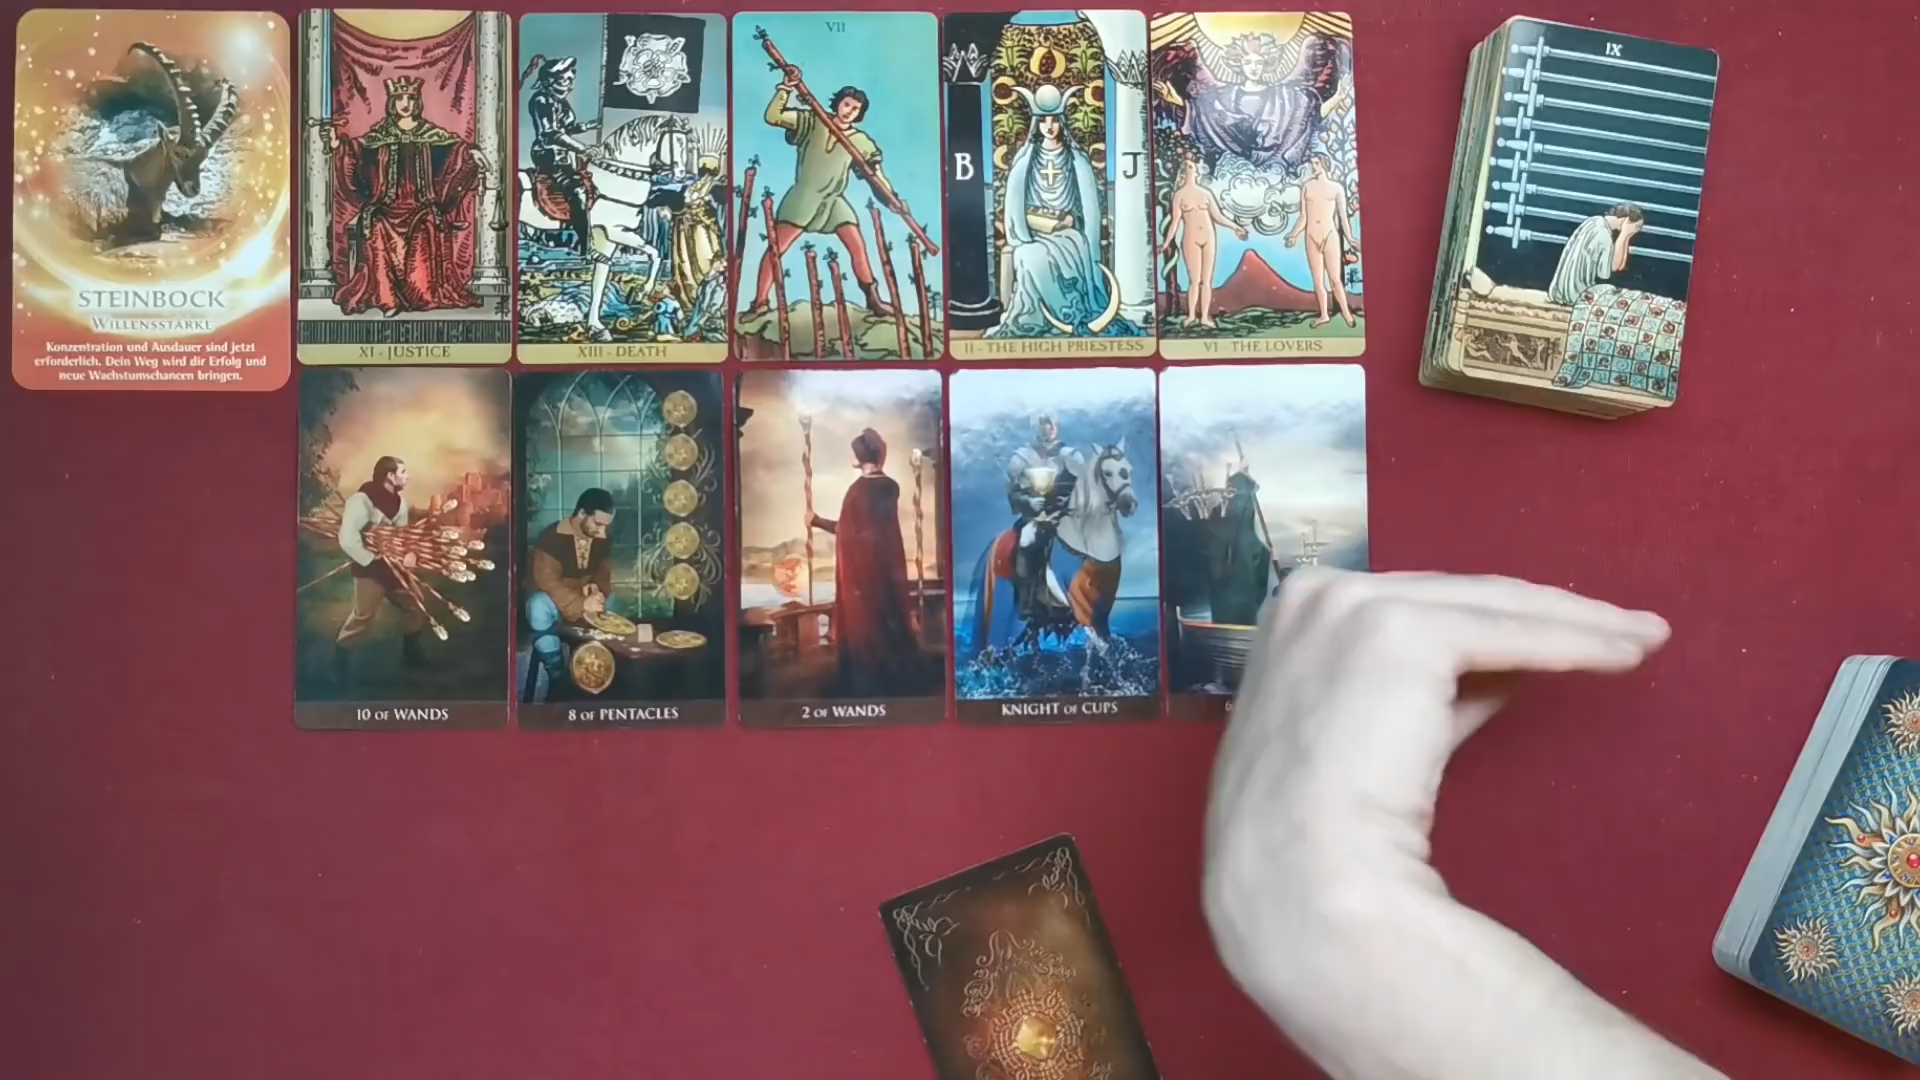 STEINBOCK
WILLENSSTÄRKE
Konzentration und Ausdauer sind jetzt
erforderlich. Dein Weg wird dir Erfolg und
neue Wachstumschancen bringen.
XI - JUSTICE
XIII - DEATH
VII
B
J
II - THE HIGH PRIESTESS
VI THE LOVERS
IX
10 OF WANDS
8 OF PENTACLES
2 OF WANDS
KNIGHT OF CUPS
6